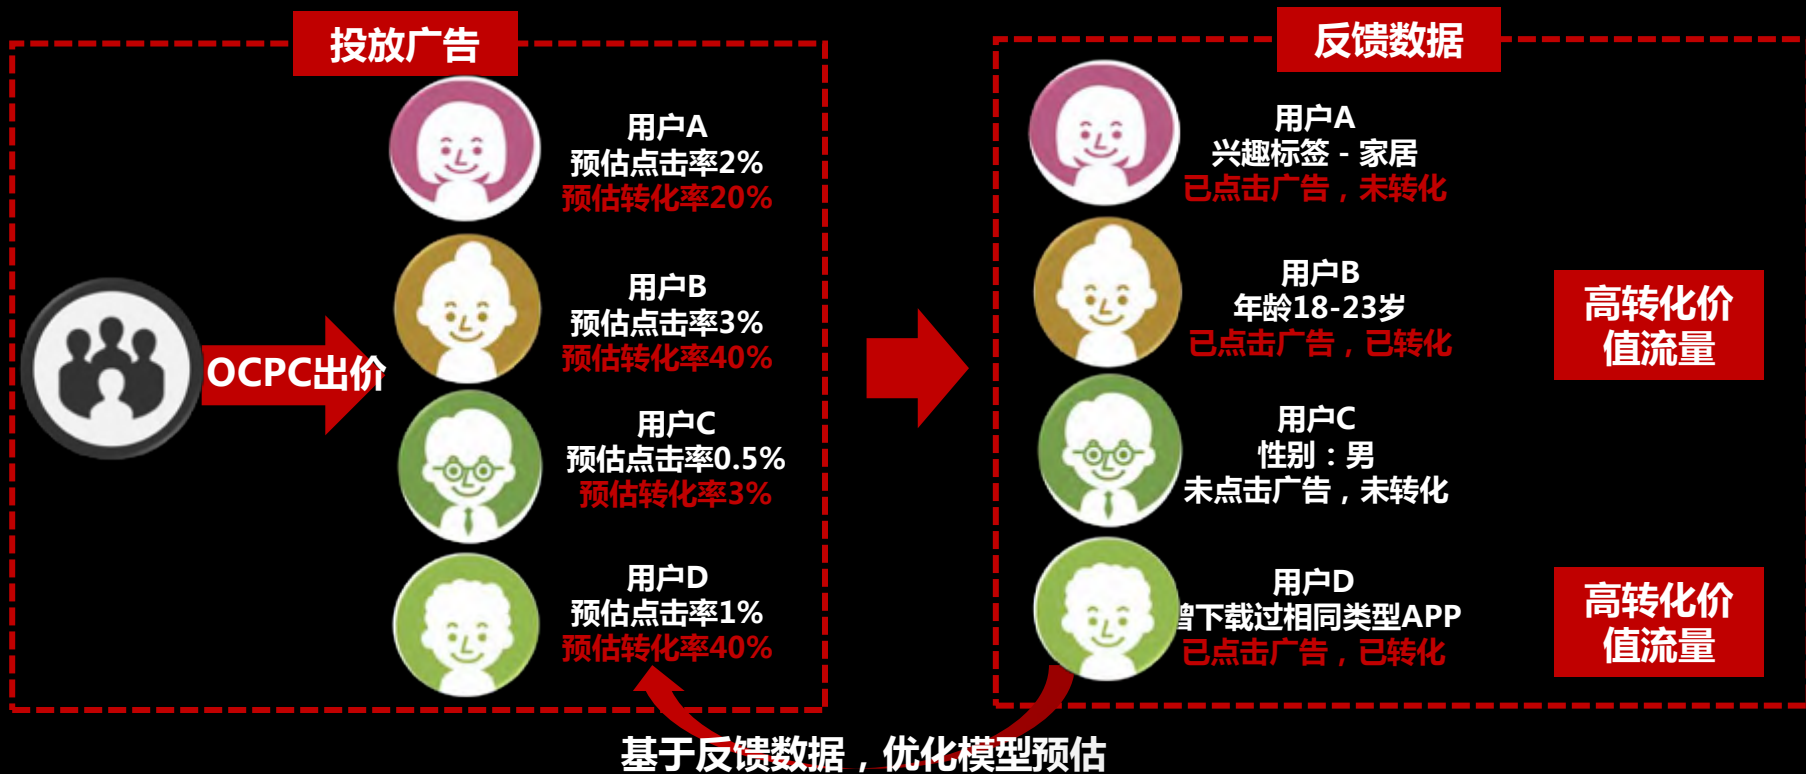 投放广告
用户A
预估点击率2%
预估转化率20%
用户B
预估点击率3%
预估转化率40%
OCPC出价
用户C
预估点击率0.5%
预估转化率3%
用户D
预估点击率1%
预估转化率40%
反馈数据
用户A
兴趣标签 - 家居
已点击广告，未转化
用户B
年龄18-23岁
已点击广告，已转化
高转化价
值流量
用户C
性别：男
未点击广告，未转化
用户D
曾下载过相同类型APP
已点击广告，已转化
高转化价
值流量
基于反馈数据，优化模型预估